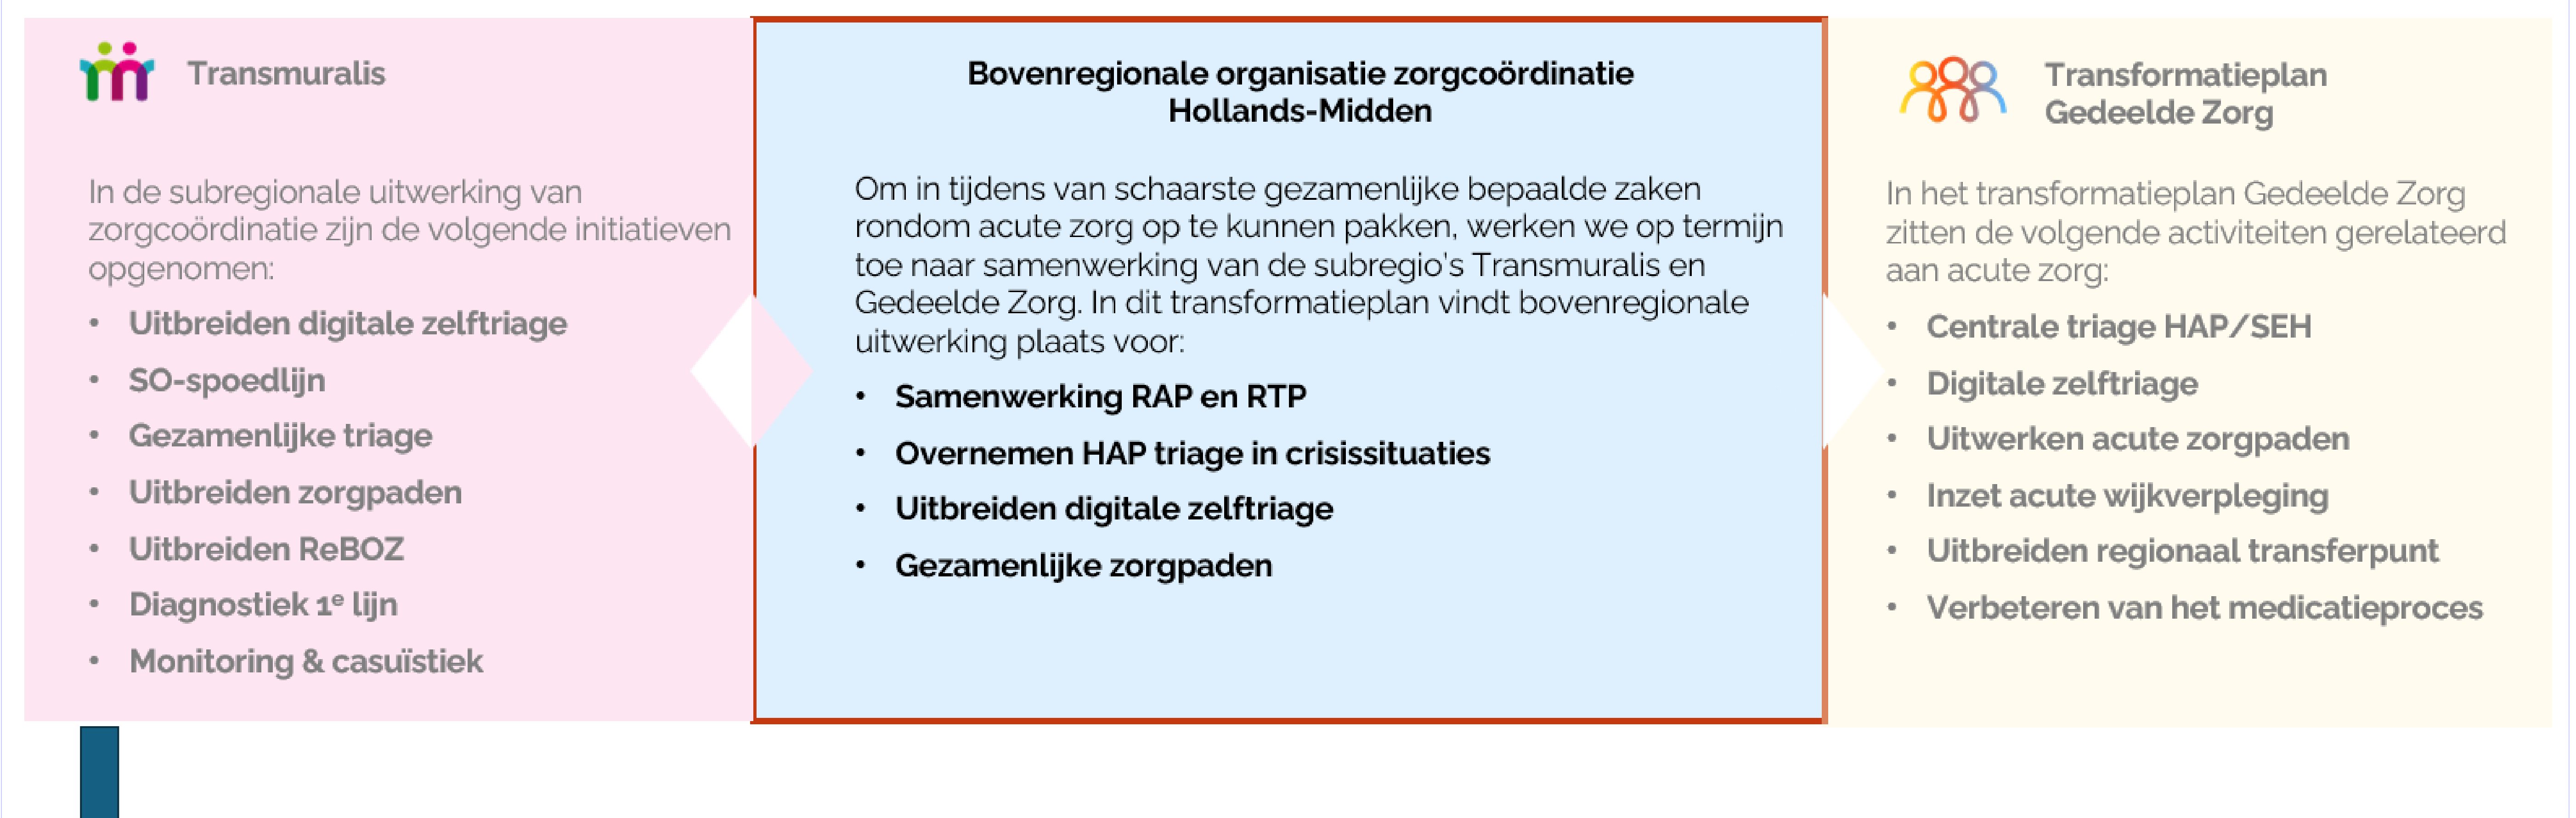 Transmuralis
In de subregionale uitwerking van
zorgcoördinatie zijn de volgende initiatieven
opgenomen:
• Uitbreiden digitale zelftriage
• SO-spoedlijn
• Gezamenlijke triage
• Uitbreiden zorgpaden
• Uitbreiden ReBOZ
• Diagnostiek 1e lijn
• Monitoring & casuïstiek
Bovenregionale organisatie zorgcoördinatie
Hollands-Midden
Om in tijdens van schaarste gezamenlijke bepaalde zaken
rondom acute zorg op te kunnen pakken, werken we op termijn
toe naar samenwerking van de subregio's Transmuralis en
Gedeelde Zorg. In dit transformatieplan vindt bovenregionale
uitwerking plaats voor:
• Samenwerking RAP en RTP
• Overnemen HAP triage in crisissituaties
• Uitbreiden digitale zelftriage
• Gezamenlijke zorgpaden
Transformatieplan
Gedeelde Zorg
In het transformatieplan Gedeelde Zorg
zitten de volgende activiteiten gerelateerd
aan acute zorg:
• Centrale triage HAP/SEH
• Digitale zelftriage
• Uitwerken acute zorgpaden
• Inzet acute wijkverpleging
• Uitbreiden regionaal transferpunt
• Verbeteren van het medicatieproces